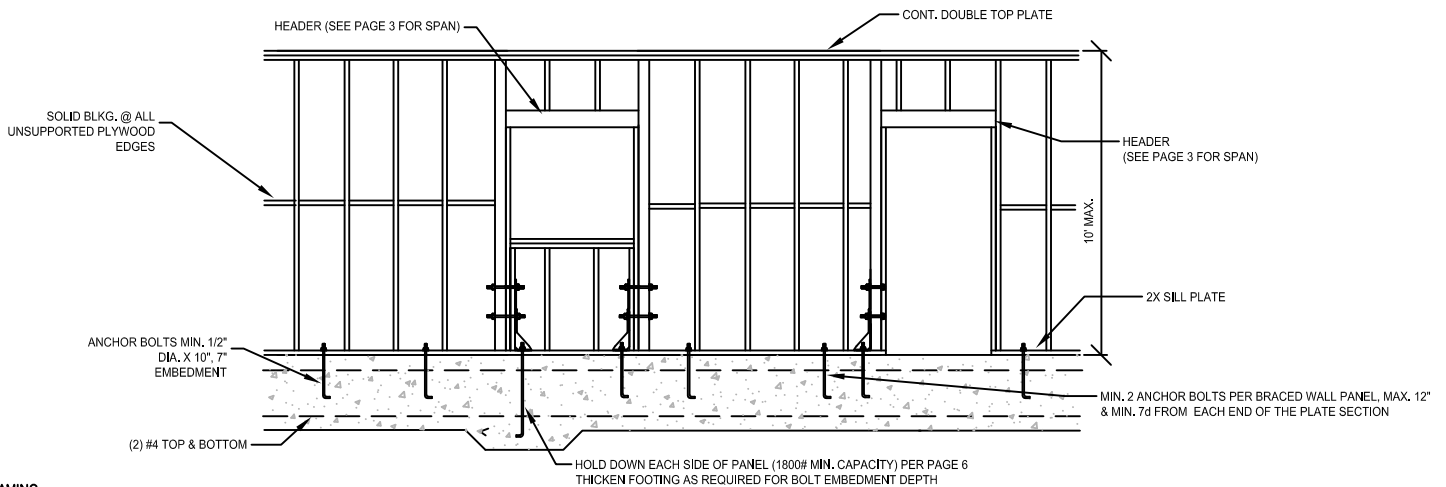 HEADER (SEE PAGE 3 FOR SPAN)
CONT. DOUBLE TOP PLATE
SOLID BLKG. @ ALL
UNSUPPORTED PLYWOOD
EDGES
HEADER
(SEE PAGE 3 FOR SPAN)
10' MAX.
2X SILL PLATE
ANCHOR BOLTS MIN. 1/2"
DIA. X 10", 7"
EMBEDMENT
MIN. 2 ANCHOR BOLTS PER BRACED WALL PANEL, MAX. 12"
& MIN. 7d FROM EACH END OF THE PLATE SECTION
(2) #4 TOP & BOTTOM
HOLD DOWN EACH SIDE OF PANEL (1800# MIN. CAPACITY) PER PAGE 6
THICKEN FOOTING AS REQUIRED FOR BOLT EMBEDMENT DEPTH